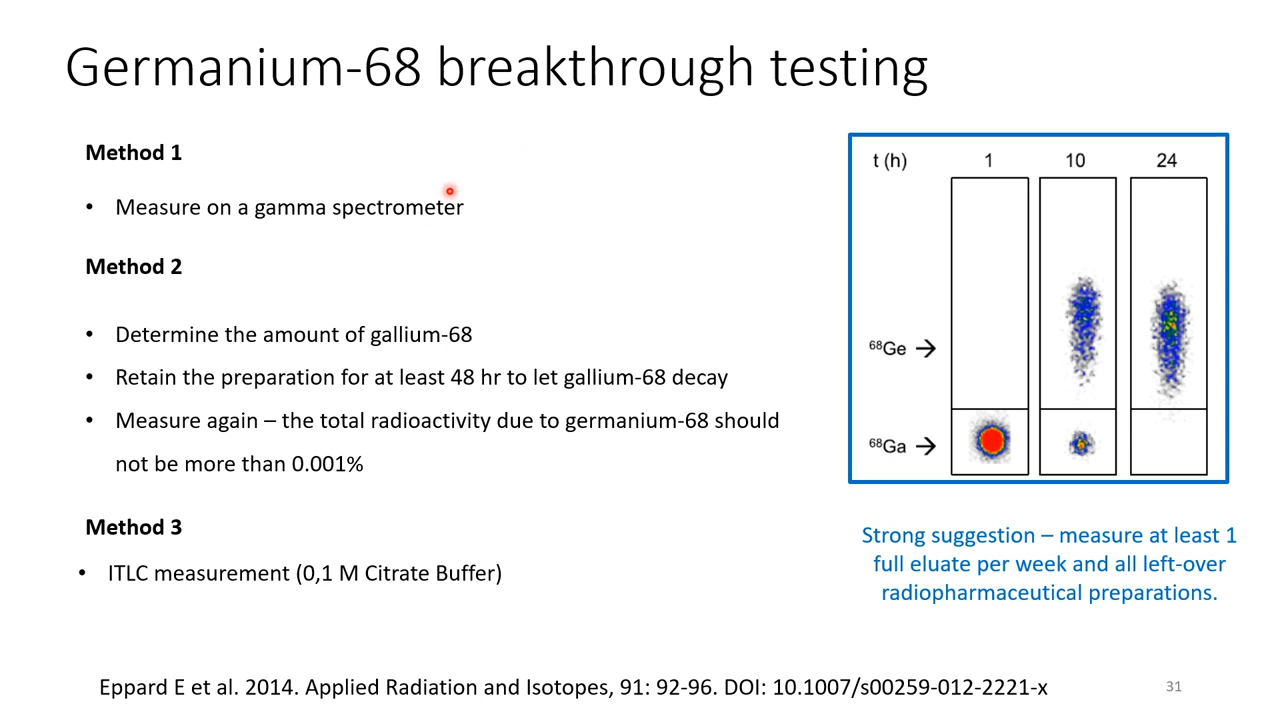 Germanium-68 breakthrough testing
Method 1
• Measure on a gamma spectrometer
Method 2
• Determine the amount of gallium-68
• Retain the preparation for at least 48 hr to let gallium-68 decay
• Measure again – the total radioactivity due to germanium-68 should
not be more than 0.001%
Method 3
• ITLC measurement (0,1 M Citrate Buffer)
t (h) 1 10 24
⁶⁸Ge →
⁶⁸Ga →
Strong suggestion – measure at least 1
full eluate per week and all left-over
radiopharmaceutical preparations.
Eppard E et al. 2014. Applied Radiation and Isotopes, 91: 92-96. DOI: 10.1007/s00259-012-2221-x
31